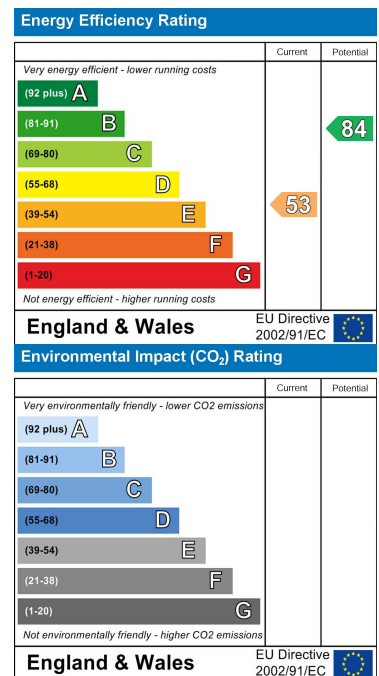 Energy Efficiency Rating
Current Potential
Very energy efficient - lower running costs
(92 plus) A
(81-91) B
84
(69-80) C
(55-68) D
53
(39-54) E
(21-38) F
(1-20) G
Not energy efficient - higher running costs
England & Wales
EU Directive
2002/91/EC
Environmental Impact (CO₂) Rating
Current Potential
Very environmentally friendly - lower CO2 emissions
(92 plus) A
(81-91) B
(69-80) C
(55-68) D
(39-54) E
(21-38) F
(1-20) G
Not environmentally friendly - higher CO2 emissions
England & Wales
EU Directive
2002/91/EC